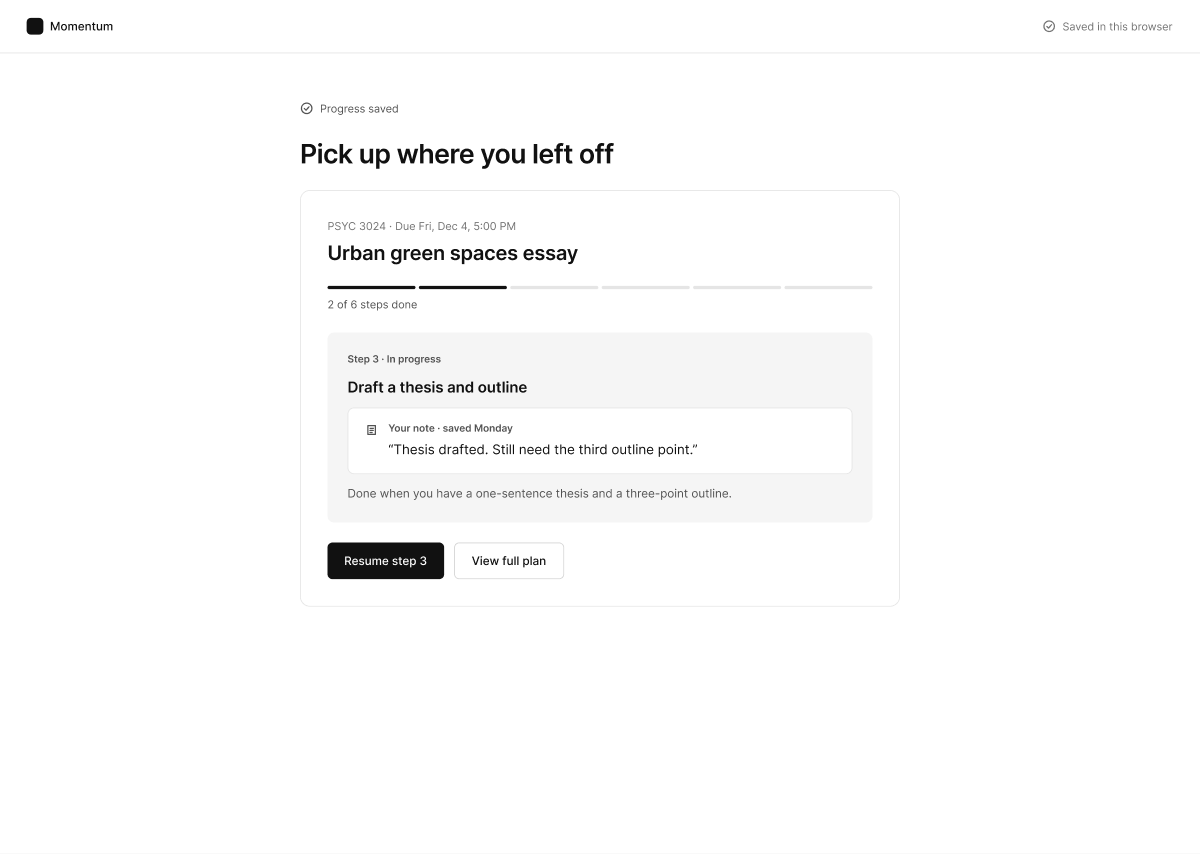 Momentum
Saved in this browser
Progress saved
Pick up where you left off
PSYC 3024 · Due Fri, Dec 4, 5:00 PM
Urban green spaces essay
2 of 6 steps done
Step 3 · In progress
Draft a thesis and outline
Your note · saved Monday
“Thesis drafted. Still need the third outline point.”
Done when you have a one-sentence thesis and a three-point outline.
Resume step 3
View full plan